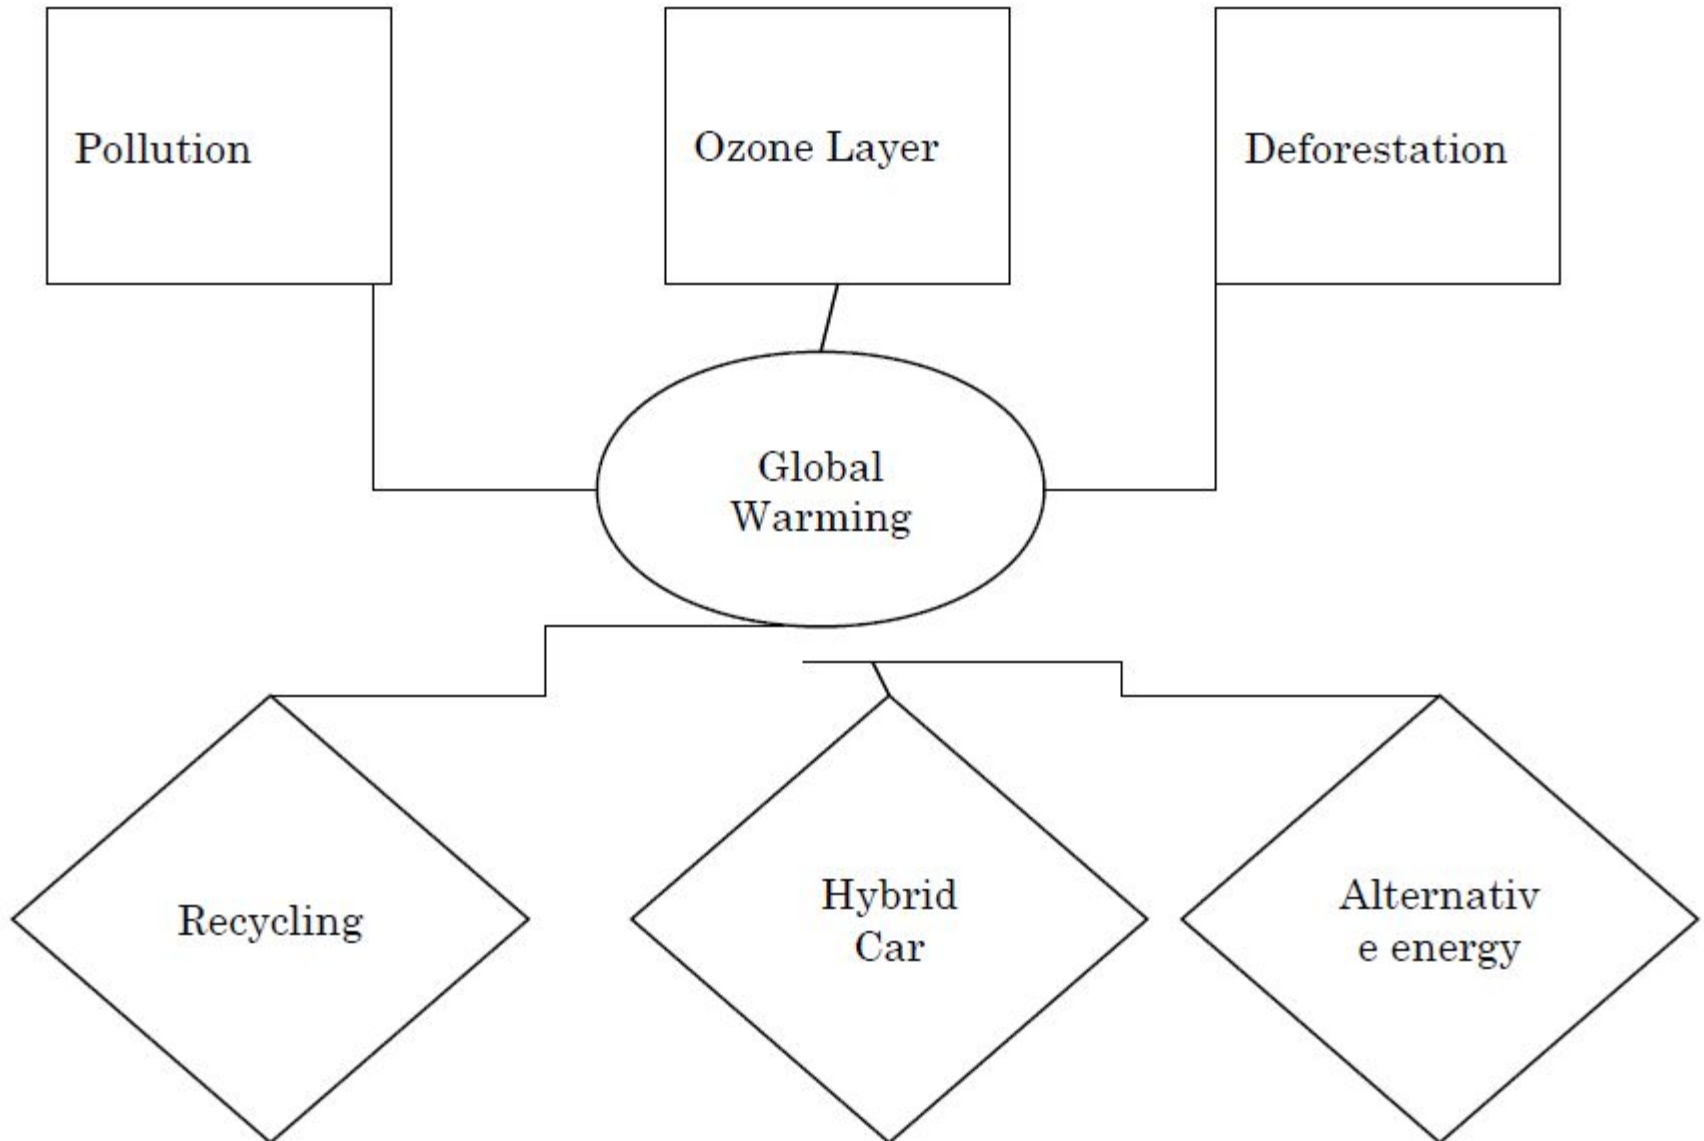 Pollution
Ozone Layer
Deforestation
Global
Warming
Recycling
Hybrid
Car
Alternativ
e energy